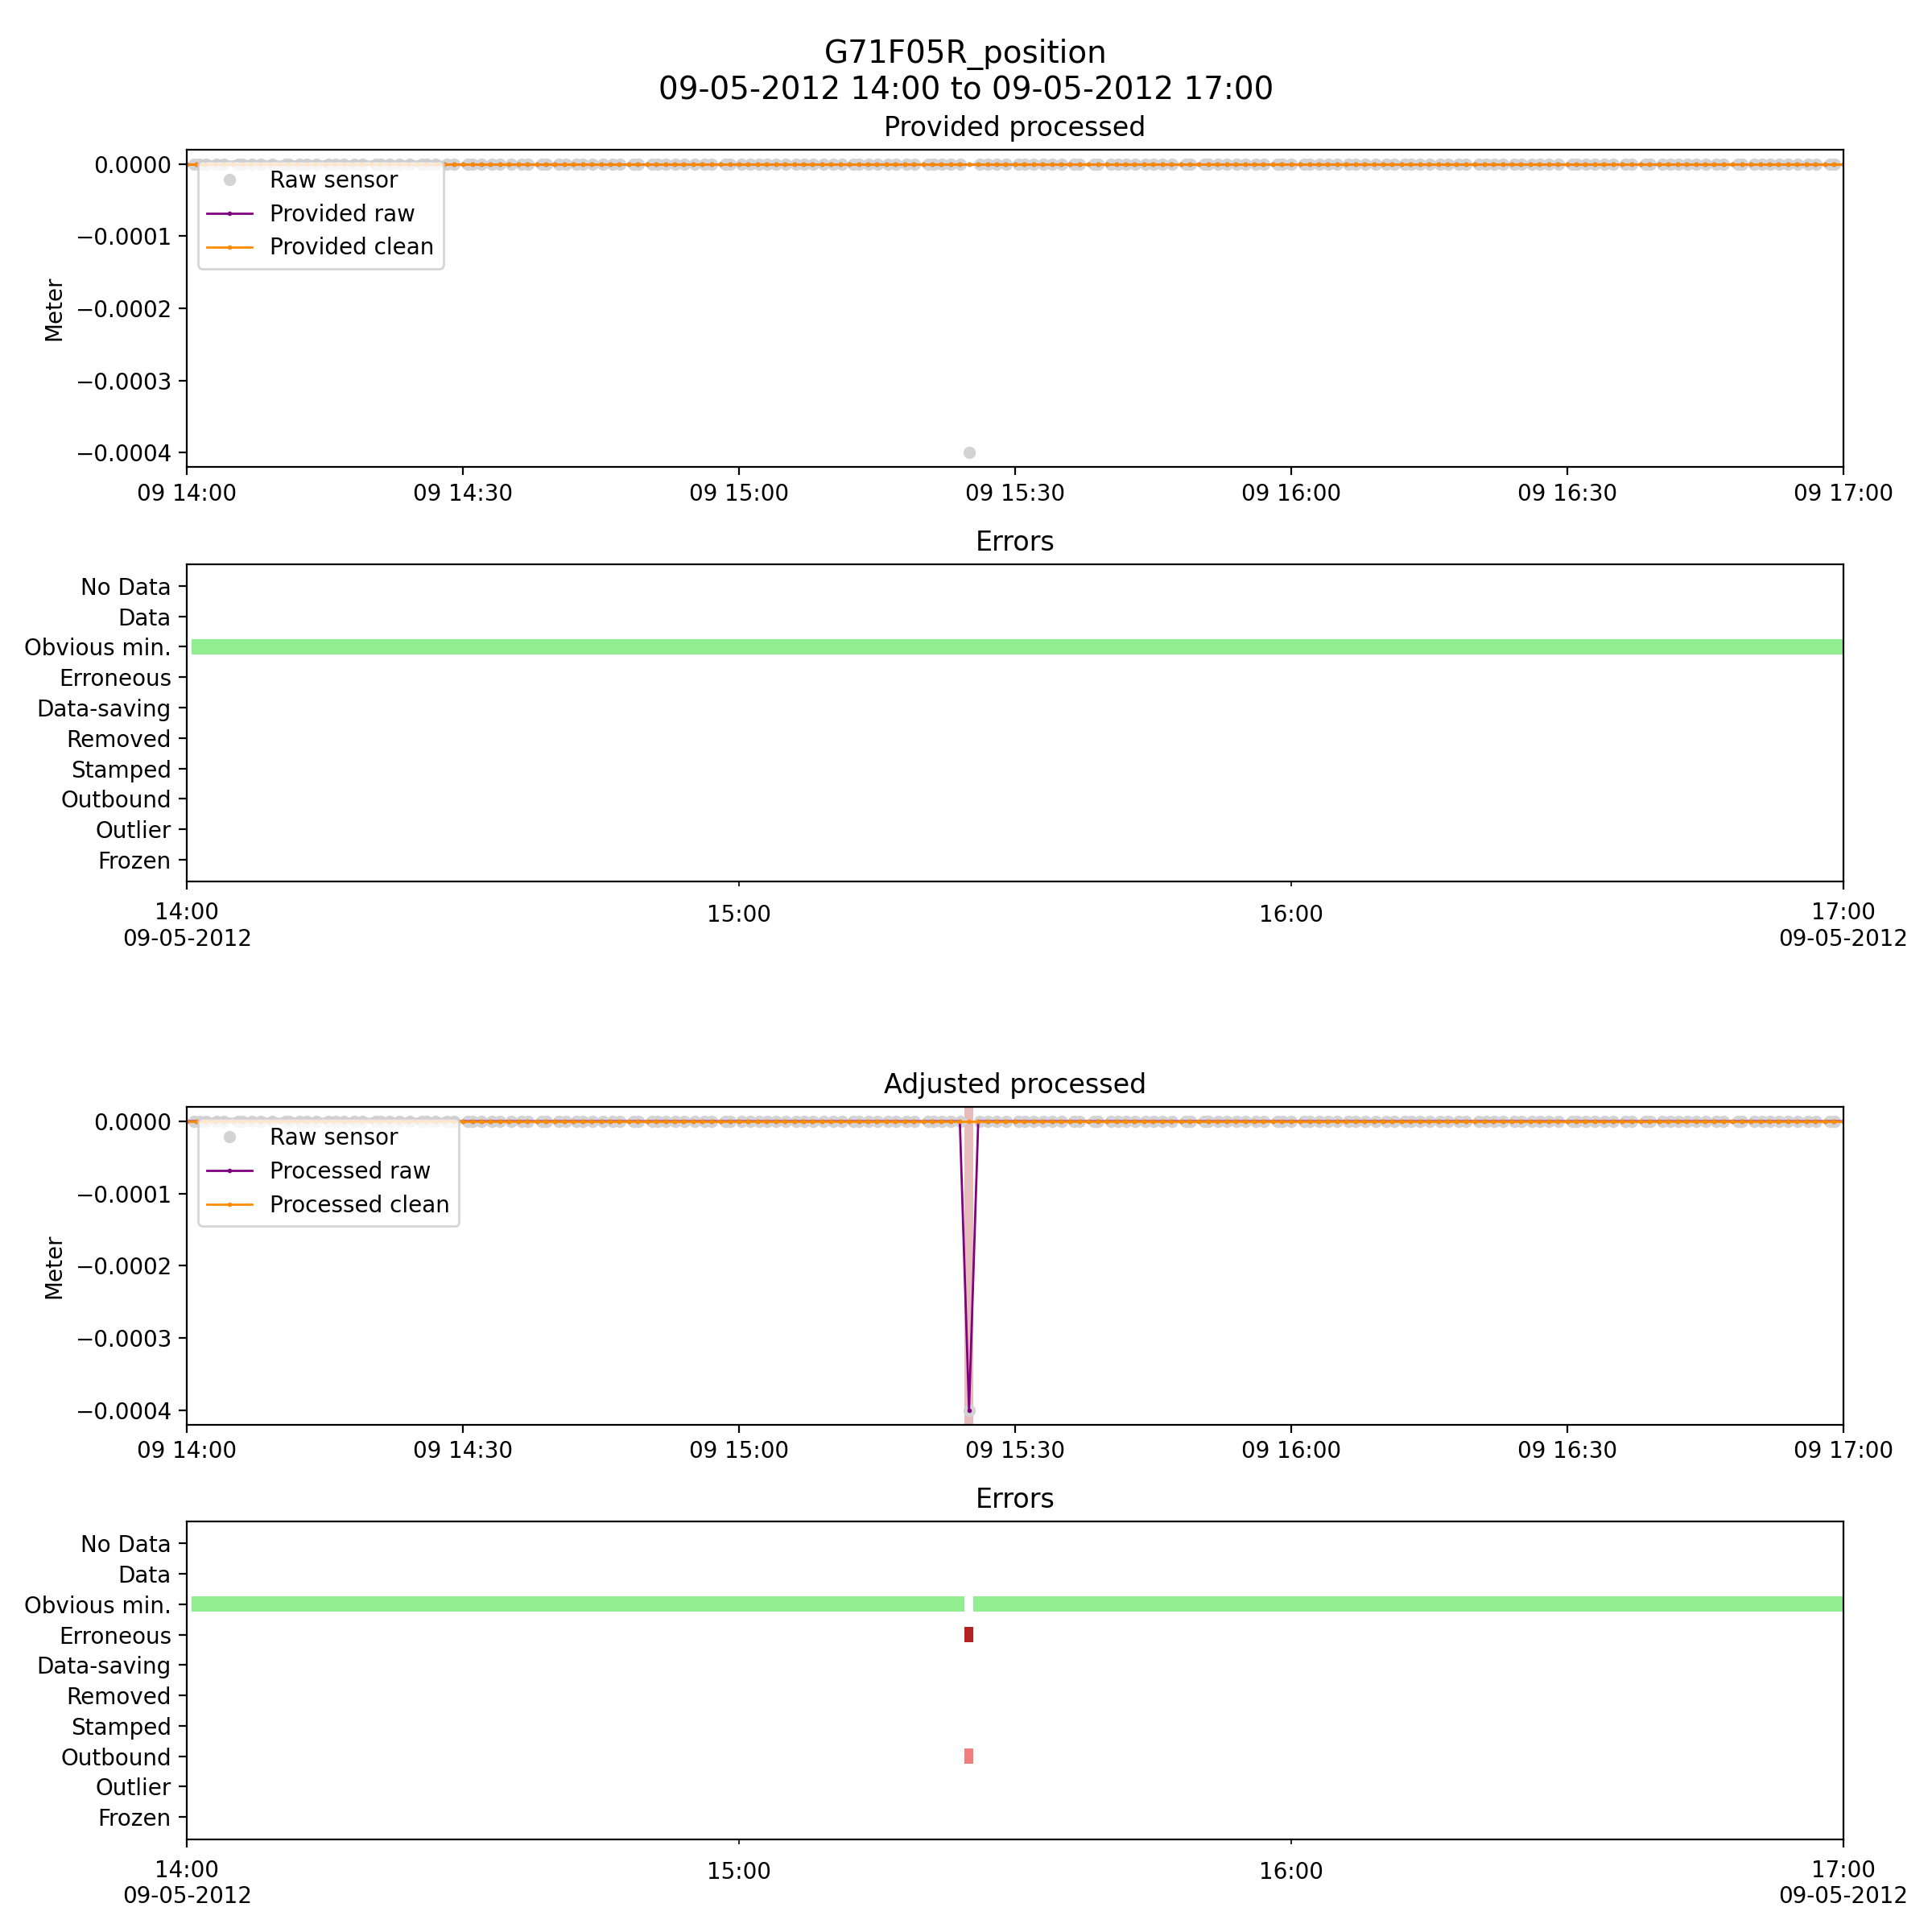 G71F05R_position
09-05-2012 14:00 to 09-05-2012 17:00
Provided processed
Meter
0.0000
−0.0001
−0.0002
−0.0003
−0.0004
Raw sensor
Provided raw
Provided clean
09 14:00 09 14:30 09 15:00 09 15:30 09 16:00 09 16:30 09 17:00
Errors
No Data
Data
Obvious min.
Erroneous
Data-saving
Removed
Stamped
Outbound
Outlier
Frozen
14:00 15:00 16:00 17:00
09-05-2012 09-05-2012
Adjusted processed
Meter
0.0000
−0.0001
−0.0002
−0.0003
−0.0004
Raw sensor
Processed raw
Processed clean
09 14:00 09 14:30 09 15:00 09 15:30 09 16:00 09 16:30 09 17:00
Errors
No Data
Data
Obvious min.
Erroneous
Data-saving
Removed
Stamped
Outbound
Outlier
Frozen
14:00 15:00 16:00 17:00
09-05-2012 09-05-2012